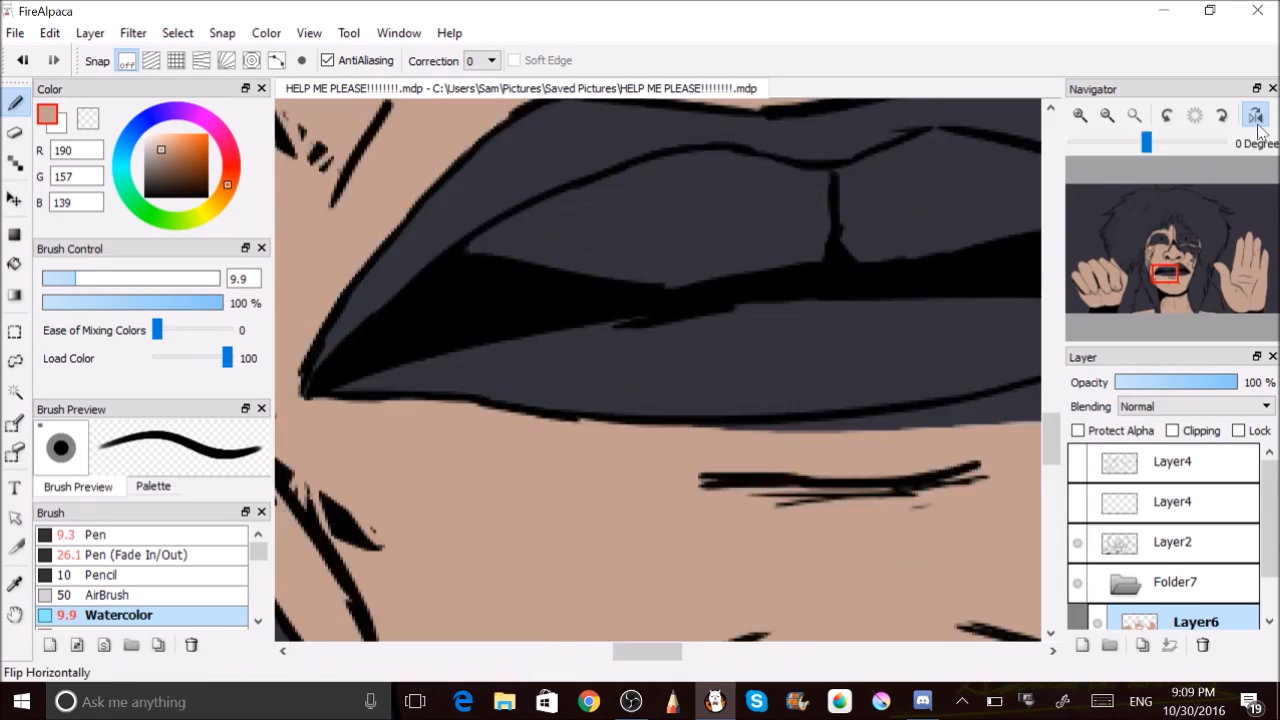 FireAlpaca
File Edit Layer Filter Select Snap Color View Tool Window Help
Snap off AntiAliasing Correction 0 Soft Edge
Color
R 190
G 157
B 139
Brush Control
9.9
100 %
Ease of Mixing Colors 0
Load Color 100
Brush Preview
Brush Preview Palette
Brush
9.3 Pen
26.1 Pen (Fade In/Out)
10 Pencil
50 AirBrush
9.9 Watercolor
HELP ME PLEASE!!!!!!!!.mdp - C:\Users\Sam\Pictures\Saved Pictures\HELP ME PLEASE!!!!!!!!.mdp
Navigator
0 Degree
Layer
Opacity 100 %
Blending Normal
Protect Alpha Clipping Lock
Layer4
Layer4
Layer2
Folder7
Layer6
Flip Horizontally
Ask me anything
ENG
9:09 PM
10/30/2016
19